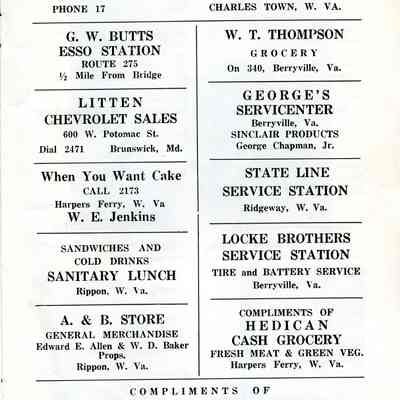 PHONE 17
CHARLES TOWN, W. VA.
G. W. BUTTS
ESSO STATION
ROUTE 275
½ Mile From Bridge
LITTEN
CHEVROLET SALES
600 W. Potomac St.
Dial 2471 Brunswick, Md.
When You Want Cake
CALL 2173
Harpers Ferry, W. Va
W. E. Jenkins
SANDWICHES AND
COLD DRINKS
SANITARY LUNCH
Rippon, W. Va.
A. & B. STORE
GENERAL MERCHANDISE
Edward E. Allen & W. D. Baker
Props.
Rippon, W. Va.
W. T. THOMPSON
GROCERY
On 340, Berryville, Va.
GEORGE'S
SERVICENTER
Berryville, Va.
SINCLAIR PRODUCTS
George Chapman, Jr.
STATE LINE
SERVICE STATION
Ridgeway, W. Va.
LOCKE BROTHERS
SERVICE STATION
TIRE and BATTERY SERVICE
Berryville, Va.
COMPLIMENTS OF
HEDICAN
CASH GROCERY
FRESH MEAT & GREEN VEG.
Harpers Ferry, W. Va.
COMPLIMENTS OF